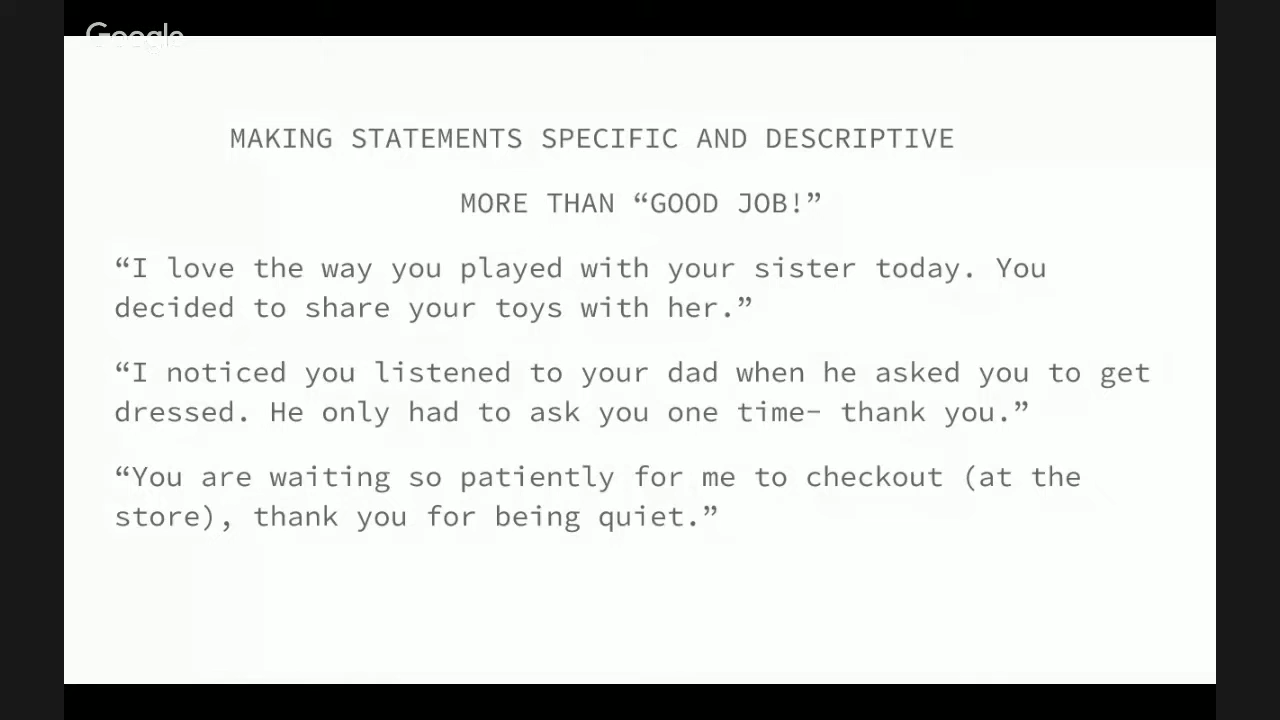 Google
MAKING STATEMENTS SPECIFIC AND DESCRIPTIVE
MORE THAN “GOOD JOB!”
“I love the way you played with your sister today. You
decided to share your toys with her.”
“I noticed you listened to your dad when he asked you to get
dressed. He only had to ask you one time– thank you.”
“You are waiting so patiently for me to checkout (at the
store), thank you for being quiet.”